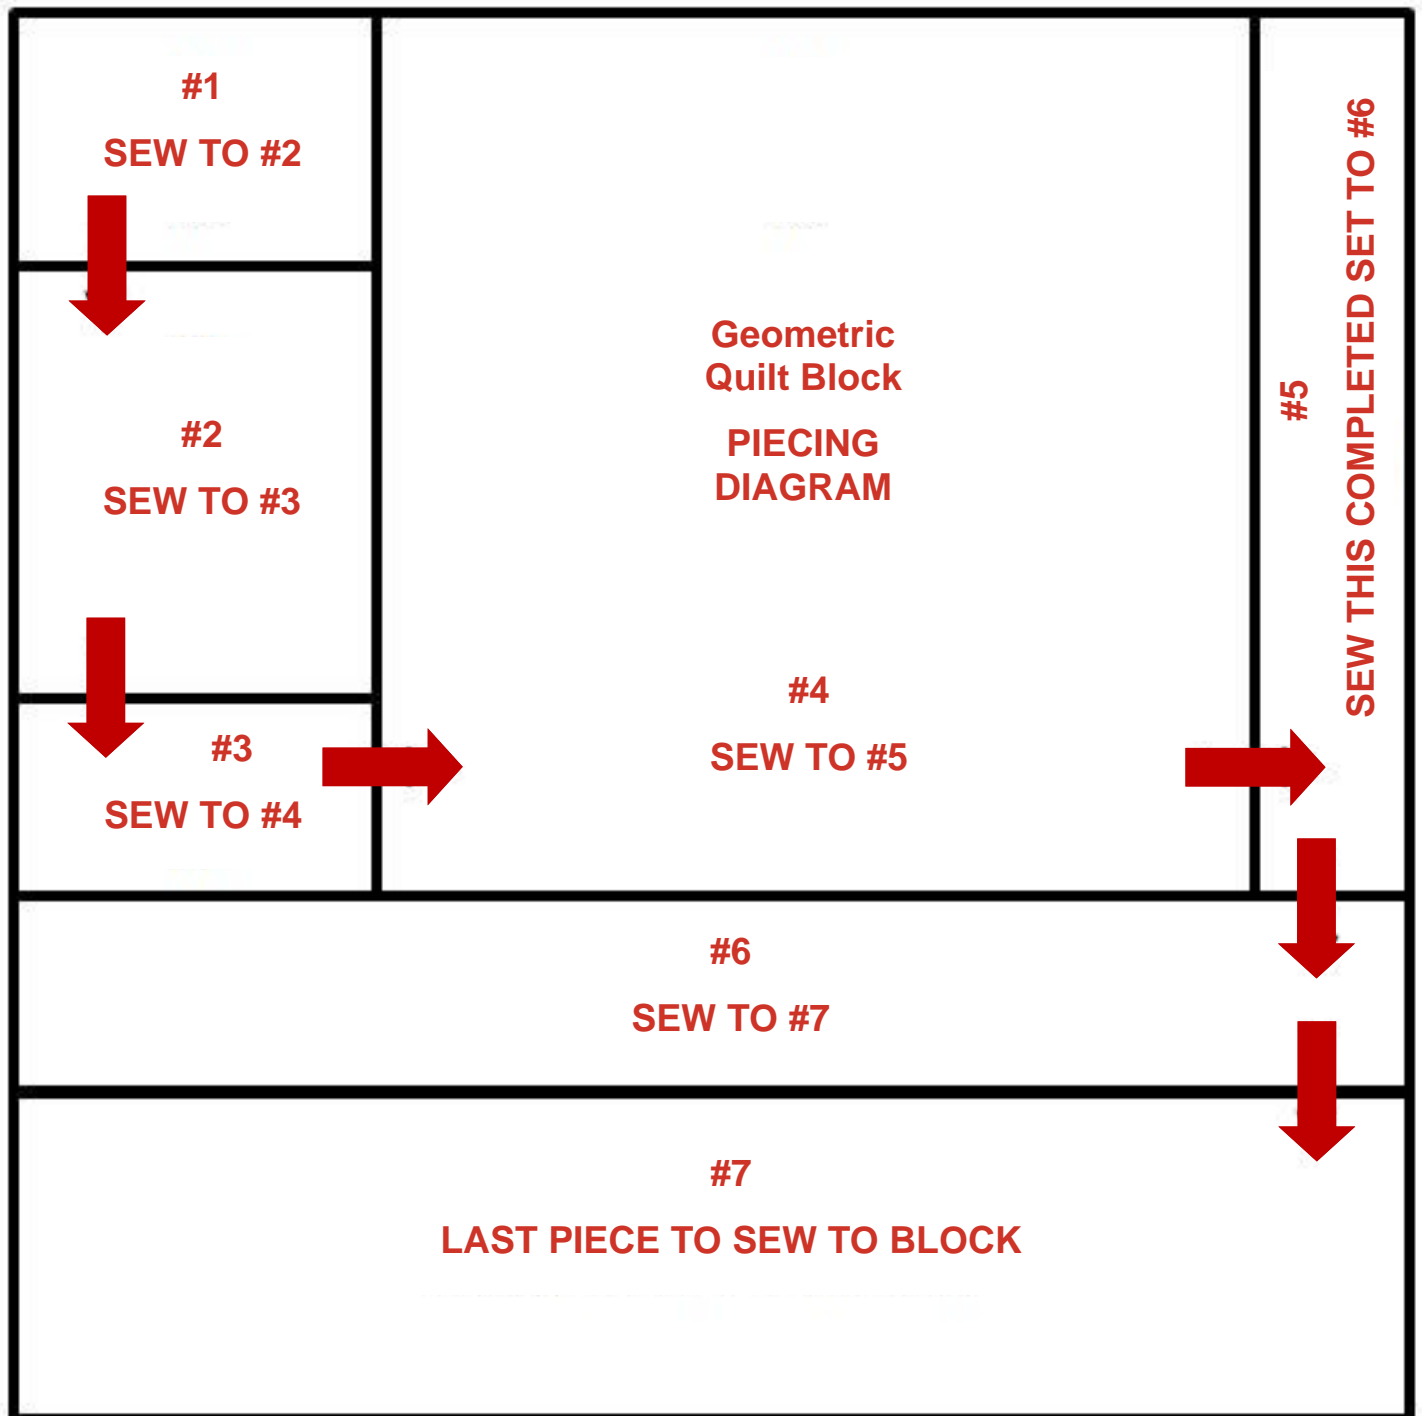 #1
SEW TO #2
#2
SEW TO #3
#3
SEW TO #4
Geometric
Quilt Block
PIECING
DIAGRAM
#4
SEW TO #5
#5
SEW THIS COMPLETED SET TO #6
#6
SEW TO #7
#7
LAST PIECE TO SEW TO BLOCK